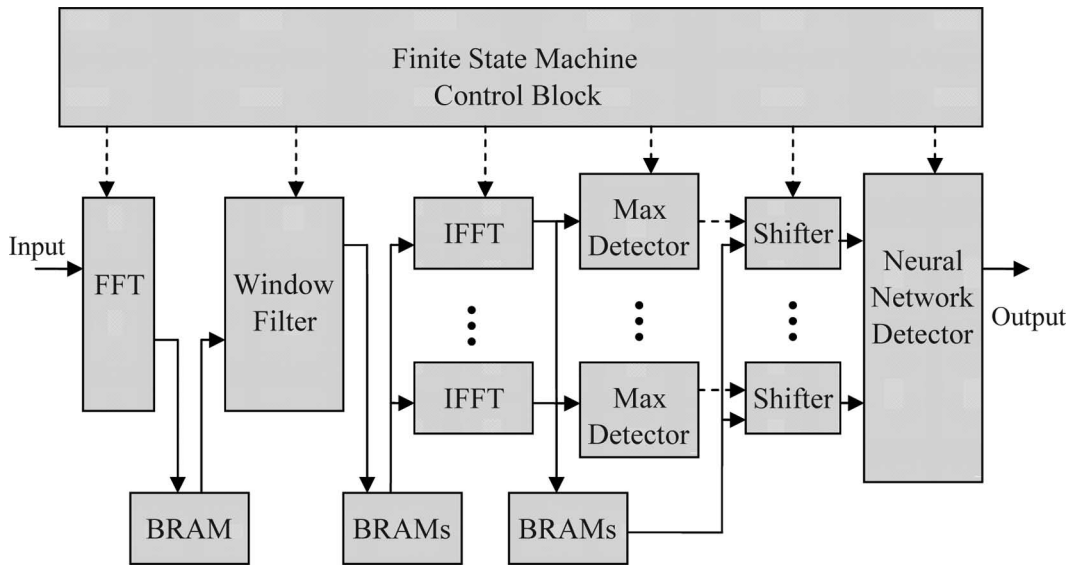 Finite State Machine
Control Block
Input
FFT
Window
Filter
IFFT
Max
Detector
Shifter
Neural
Network
Detector
Output
IFFT
Max
Detector
Shifter
BRAM
BRAMs
BRAMs